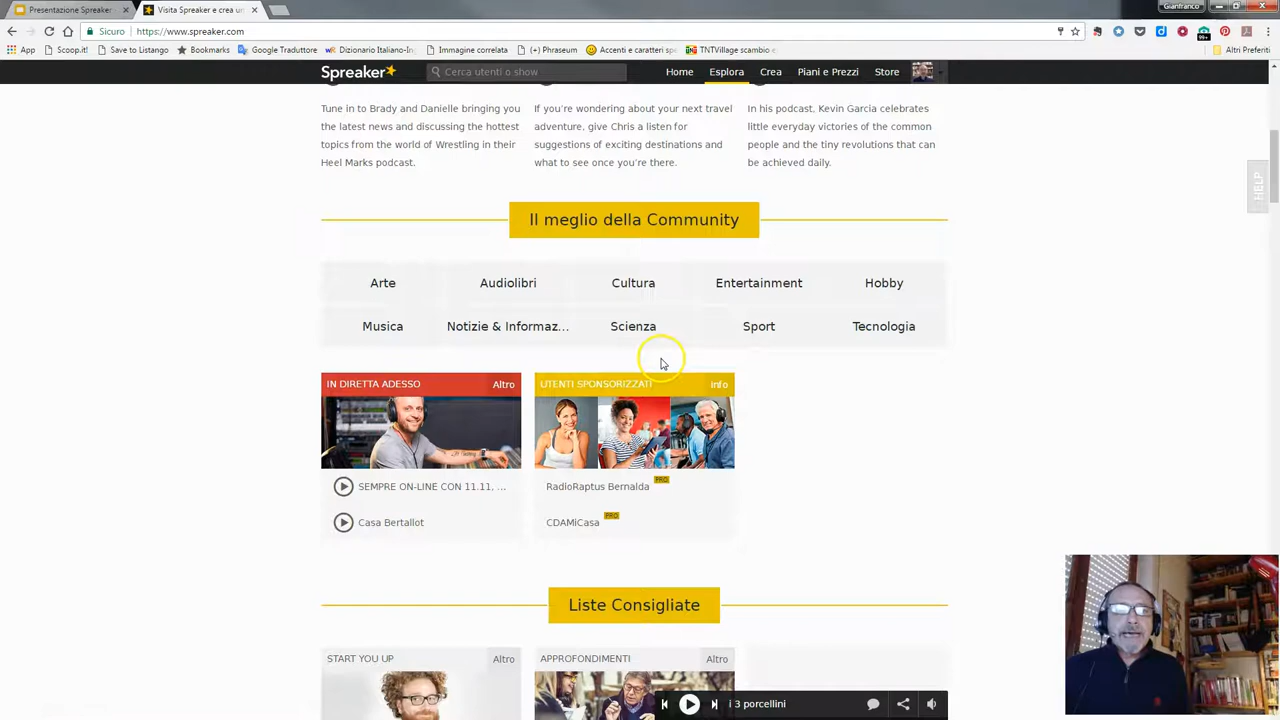 Presentazione Spreaker
Visita Spreaker e crea un
Gianfranco
Sicuro
https://www.spreaker.com
App
Scoop.it!
Save to Listango
Bookmarks
Google Traduttore
Dizionario Italiano-In
Immagine correlata
(+) Phraseum
Accenti e caratteri spe
TNTVillage scambio e
Altri Preferiti
Spreaker
Cerca utenti o show
Home
Esplora
Crea
Piani e Prezzi
Store
Tune in to Brady and Danielle bringing you
the latest news and discussing the hottest
topics from the world of Wrestling in their
Heel Marks podcast.
If you're wondering about your next travel
adventure, give Chris a listen for
suggestions of exciting destinations and
what to see once you're there.
In his podcast, Kevin Garcia celebrates
little everyday victories of the common
people and the tiny revolutions that can
be achieved daily.
HELP
Il meglio della Community
Arte
Audiolibri
Cultura
Entertainment
Hobby
Musica
Notizie & Informaz...
Scienza
Sport
Tecnologia
IN DIRETTA ADESSO
Altro
SEMPRE ON-LINE CON 11.11, ...
Casa Bertallot
UTENTI SPONSORIZZATI
Info
RadioRaptus Bernalda PRO
CDAMiCasa PRO
Liste Consigliate
START YOU UP
Altro
APPROFONDIMENTI
Altro
i 3 porcellini